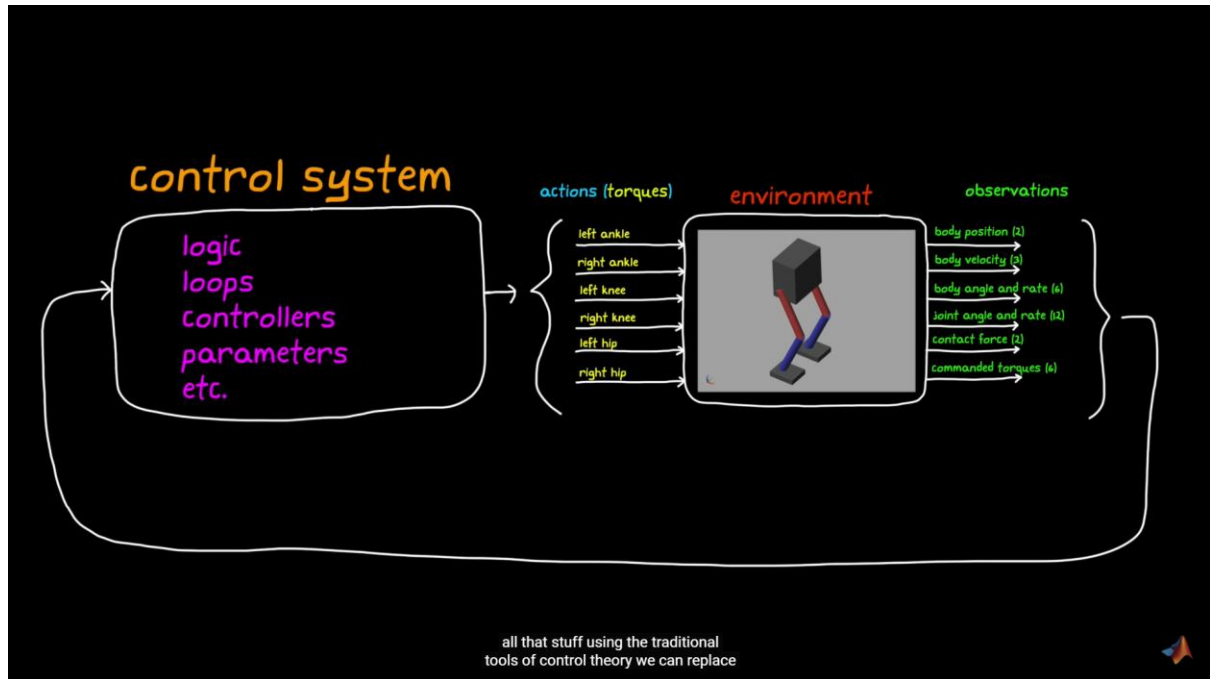 control system
logic
loops
controllers
parameters
etc.
actions (torques)
left ankle
right ankle
left knee
right knee
left hip
right hip
environment
observations
body position (2)
body velocity (3)
body angle and rate (6)
joint angle and rate (12)
contact force (2)
commanded torques (6)
all that stuff using the traditional
tools of control theory we can replace